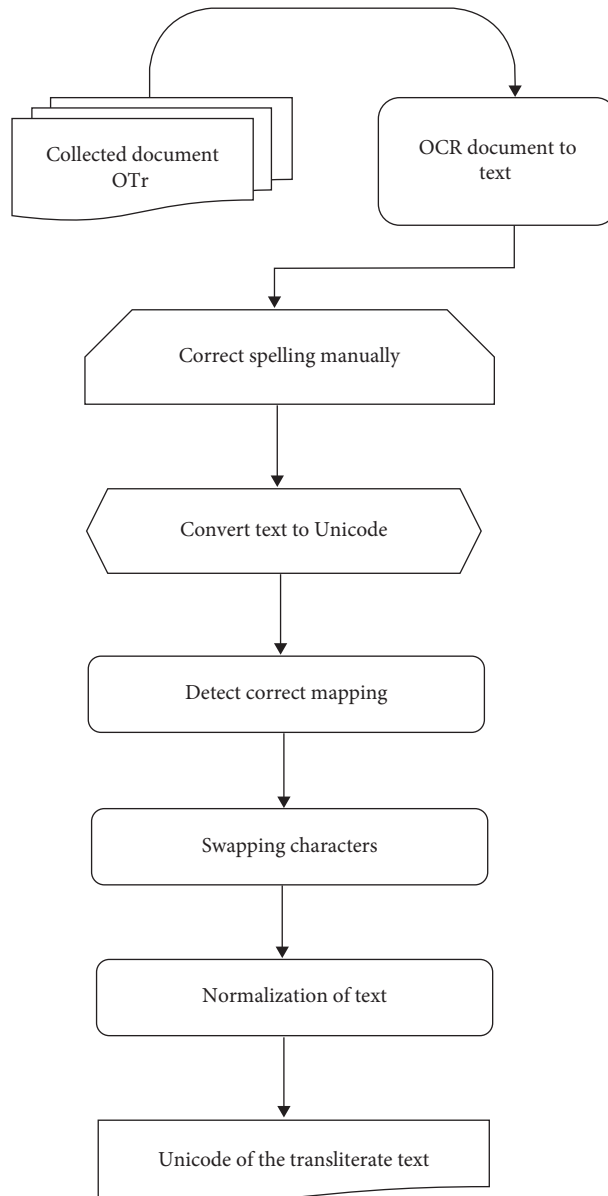 Collected document
OTr
OCR document to
text
Correct spelling manually
Convert text to Unicode
Detect correct mapping
Swapping characters
Normalization of text
Unicode of the transliterate text